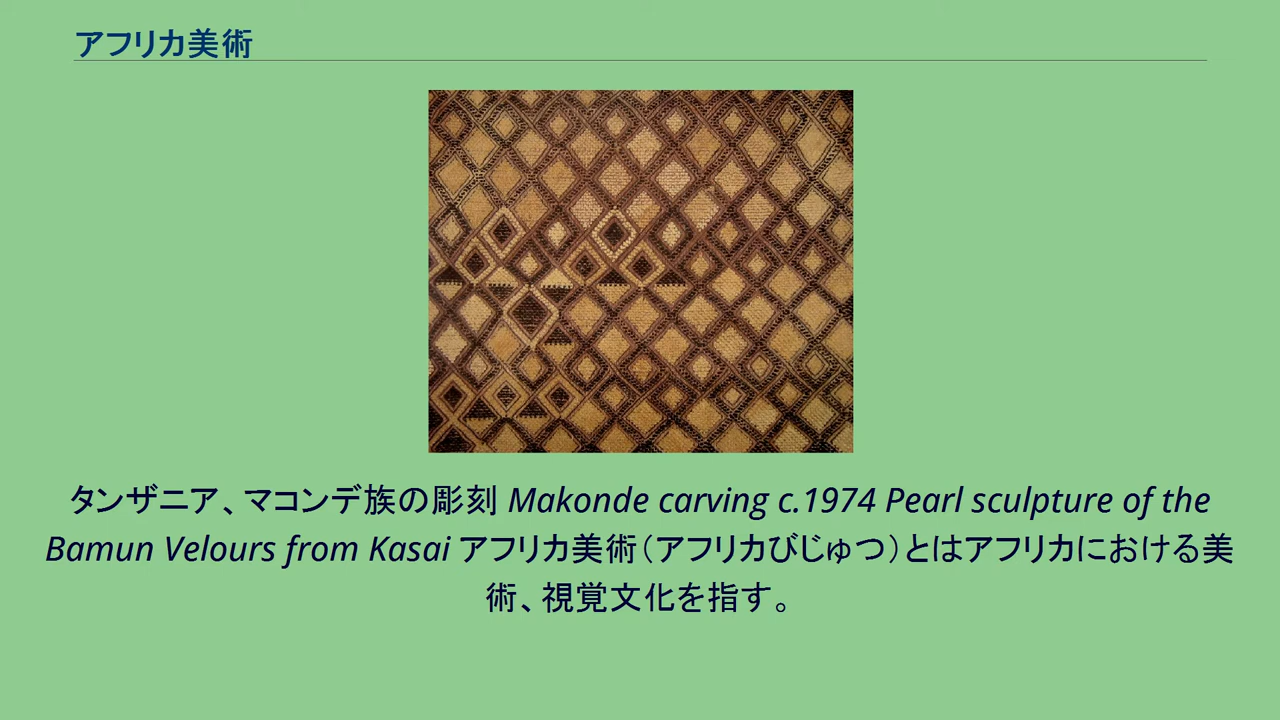 アフリカ美術
タンザニア、マコンデ族の彫刻 Makonde carving c.1974 Pearl sculpture of the
Bamun Velours from Kasai アフリカ美術（アフリカびじゅつ）とはアフリカにおける美
術、視覚文化を指す。